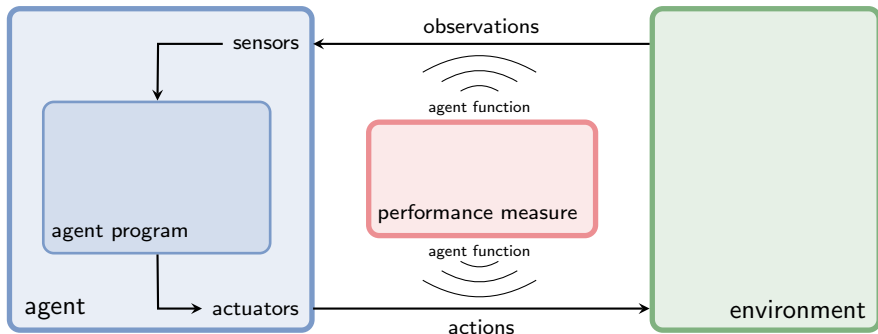 observations
sensors
agent function
agent program
performance measure
agent function
agent
actuators
environment
actions